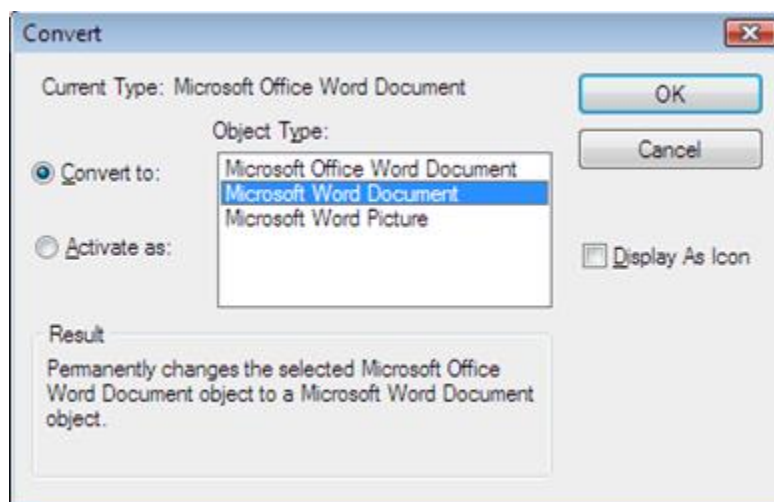 Convert
Current Type: Microsoft Office Word Document
OK
Object Type:
Cancel
Convert to:
Microsoft Office Word Document
Microsoft Word Document
Microsoft Word Picture
Activate as:
Display As Icon
Result
Permanently changes the selected Microsoft Office
Word Document object to a Microsoft Word Document
object.